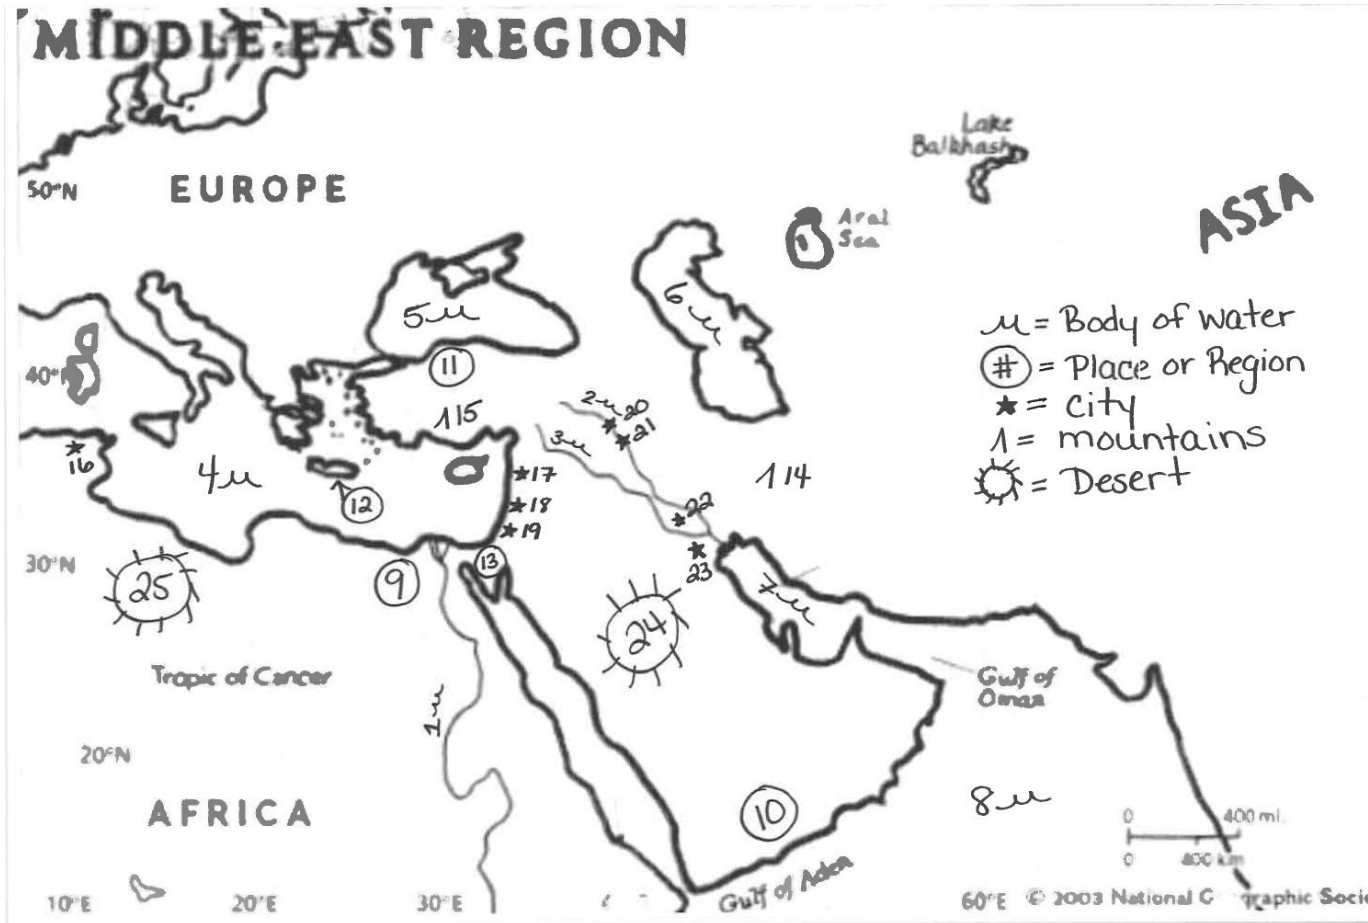 MIDDLE EAST REGION
Lake
Balkhash
50°N
EUROPE
ASIA
Aral
Sea
5
6
= Body of water
# = Place or Region
★ = city
= mountains
= Desert
40°N
11
15
2
20
21
3
16
4
12
★17
★18
★19
14
22
23
30°N
25
9
13
7
24
Tropic of Cancer
Gulf of
Oman
1
20°N
AFRICA
10
8
0 400 mi.
0 400 km
Gulf of Aden
10°E 20°E 30°E 60°E © 2003 National G graphic Soci